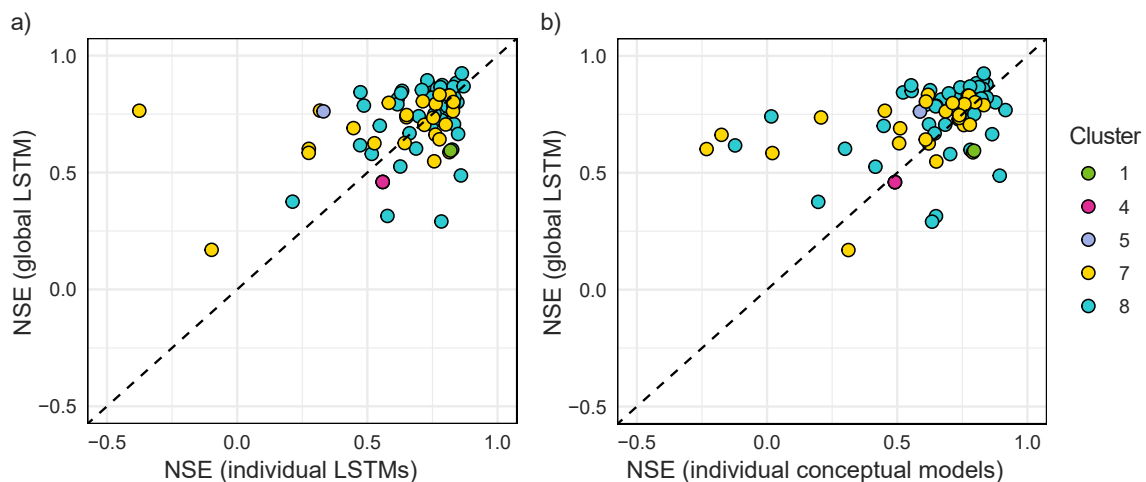 a)
NSE (global LSTM)
1.0
0.5
0.0
−0.5
−0.5 0.0 0.5 1.0
NSE (individual LSTMs)
b)
NSE (global LSTM)
1.0
0.5
0.0
−0.5
−0.5 0.0 0.5 1.0
NSE (individual conceptual models)
Cluster
1
4
5
7
8